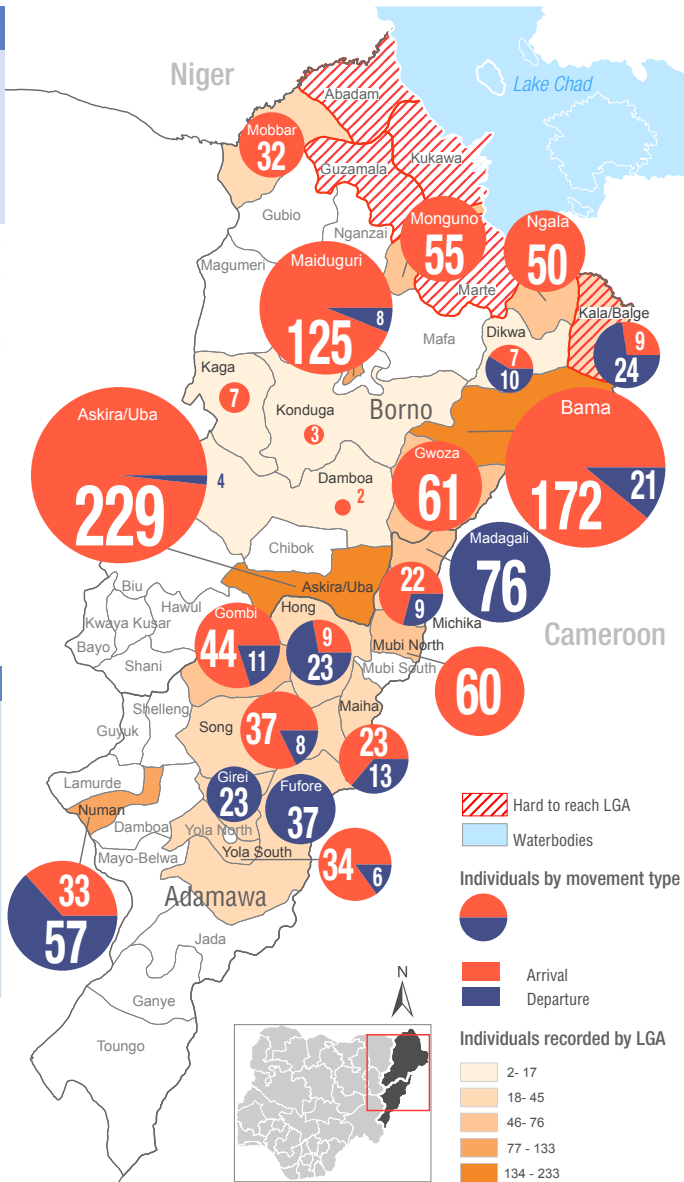 Niger
Lake Chad
Abadam
Mobbar
32
Kukawa
Guzamala
Gubio
Monguno
55
Nganzai
Ngala
50
Magumeri
Maiduguri
125
8
Marte
Kala/Balge
9
24
Mafa
Dikwa
7
10
Kaga
7
Konduga
3
Borno
Askira/Uba
229
4
Bama
172
21
Gwoza
61
Damboa
2
Chibok
Madagali
76
Askira/Uba
22
9
Michika
Biu
Hawul
Hong
9
23
Gombi
44
11
Kwaya Kusar
Bayo
Shani
Mubi North
Mubi South
Cameroon
60
Shelleng
Guyuk
Song
37
8
Maiha
23
13
Lamurde
Numan
Girei
23
Fufore
37
Damboa
Yola North
Yola South
34
6
Mayo-Belwa
33
57
Adamawa
Jada
Ganye
Toungo
N
Hard to reach LGA
Waterbodies
Individuals by movement type
Arrival
Departure
Individuals recorded by LGA
2- 17
18- 45
46- 76
77 - 133
134 - 233